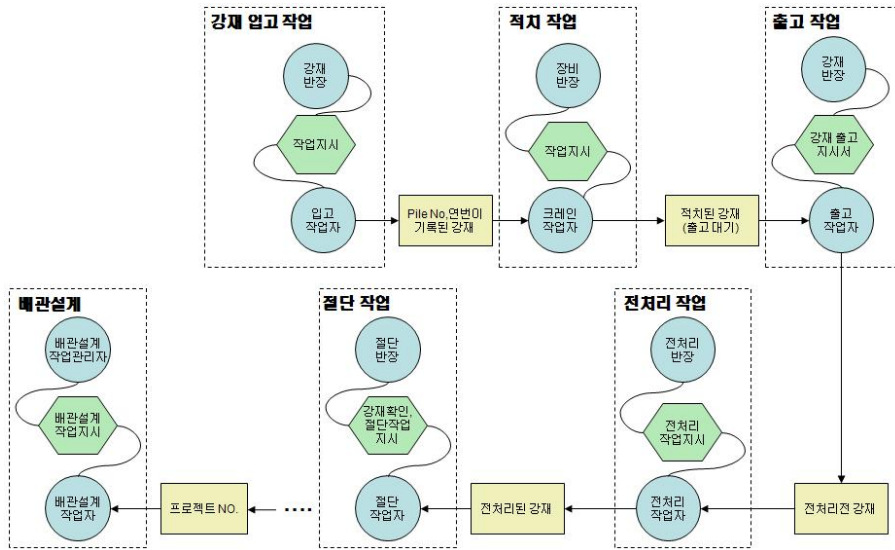 강재 입고 작업
적치 작업
출고 작업
강재
반장
장비
반장
강재
반장
작업지시
작업지시
강재 출고
지시서
입고
작업자
Pile No,연번이
기록된 강재
크레인
작업자
적치된 강재
(출고 대기)
출고
작업자
배관설계
절단 작업
전처리 작업
배관설계
작업관리자
절단
반장
전처리
반장
배관설계
작업지시
강재확인,
절단작업
지시
전처리
작업지시
배관설계
작업자
프로젝트 NO.
....
절단
작업자
전처리된 강재
전처리
작업자
전처리전 강재